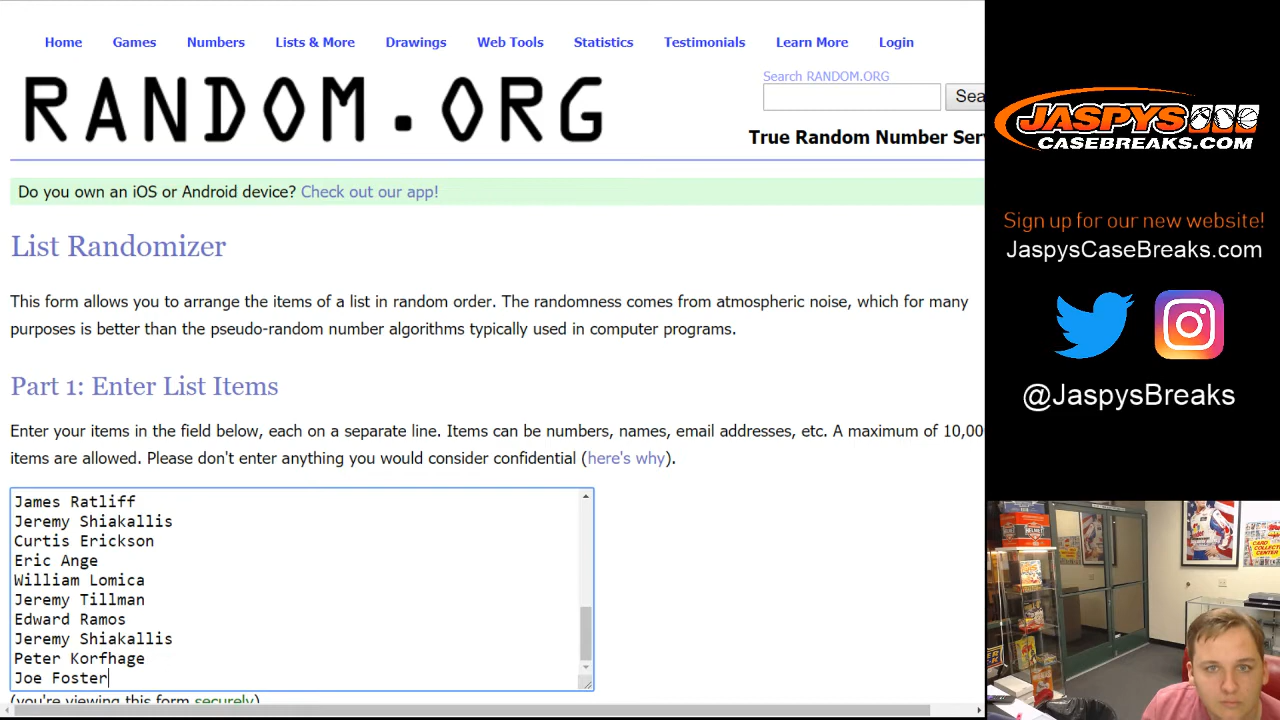 Home Games Numbers Lists & More Drawings Web Tools Statistics Testimonials Learn More Login
RANDOM.ORG
Search RANDOM.ORG
True Random Number Ser
Do you own an iOS or Android device? Check out our app!
List Randomizer
This form allows you to arrange the items of a list in random order. The randomness comes from atmospheric noise, which for many
purposes is better than the pseudo-random number algorithms typically used in computer programs.
Part 1: Enter List Items
Enter your items in the field below, each on a separate line. Items can be numbers, names, email addresses, etc. A maximum of 10,00
items are allowed. Please don't enter anything you would consider confidential (here's why).
James Ratliff
Jeremy Shiakallis
Curtis Erickson
Eric Ange
William Lomica
Jeremy Tillman
Edward Ramos
Jeremy Shiakallis
Peter Korfhage
Joe Foster
(you're viewing this form securely)
JASPYS
CASEBREAKS.COM
Sign up for our new website!
JaspysCaseBreaks.com
@JaspysBreaks